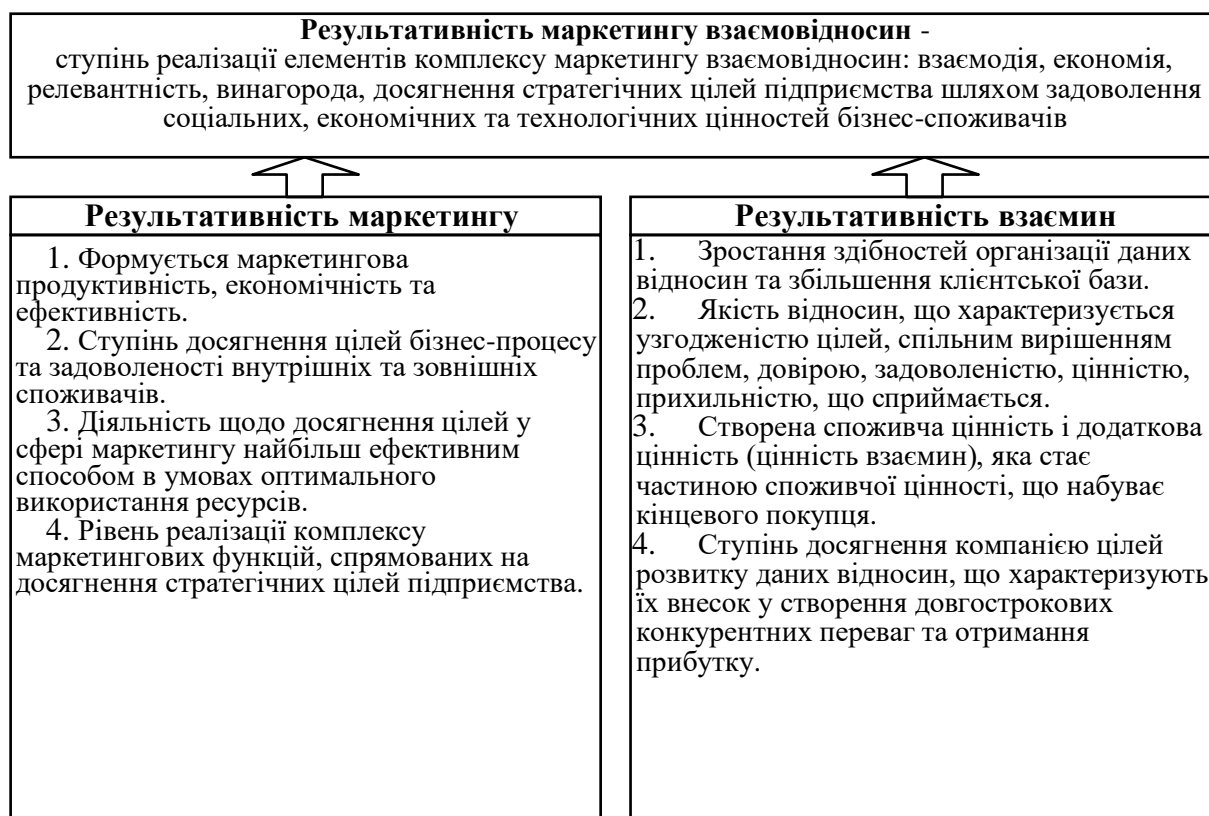 Результативність маркетингу взаємовідносин -
ступінь реалізації елементів комплексу маркетингу взаємовідносин: взаємодія, економія,
релевантність, винагорода, досягнення стратегічних цілей підприємства шляхом задоволення
соціальних, економічних та технологічних цінностей бізнес-споживачів
Результативність маркетингу
1. Формується маркетингова
продуктивність, економічність та
ефективність.
2. Ступінь досягнення цілей бізнес-процесу
та задоволеності внутрішніх та зовнішніх
споживачів.
3. Діяльність щодо досягнення цілей у
сфері маркетингу найбільш ефективним
способом в умовах оптимального
використання ресурсів.
4. Рівень реалізації комплексу
маркетингових функцій, спрямованих на
досягнення стратегічних цілей підприємства.
Результативність взаємин
1. Зростання здібностей організації даних
відносин та збільшення клієнтської бази.
2. Якість відносин, що характеризується
узгодженістю цілей, спільним вирішенням
проблем, довірою, задоволеністю, цінністю,
прихильністю, що сприймається.
3. Створена споживча цінність і додаткова
цінність (цінність взаємин), яка стає
частиною споживчої цінності, що набуває
кінцевого покупця.
4. Ступінь досягнення компанією цілей
розвитку даних відносин, що характеризують
їх внесок у створення довгострокових
конкурентних переваг та отримання
прибутку.